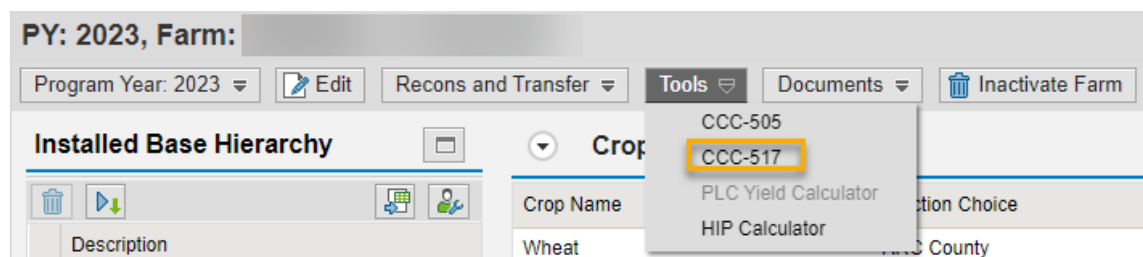 PY: 2023, Farm:
Program Year: 2023 Edit Recons and Transfer Tools Documents Inactivate Farm
CCC-505
Installed Base Hierarchy Crop
CCC-517
PLC Yield Calculator
Crop Name ction Choice
HIP Calculator
Description Wheat County